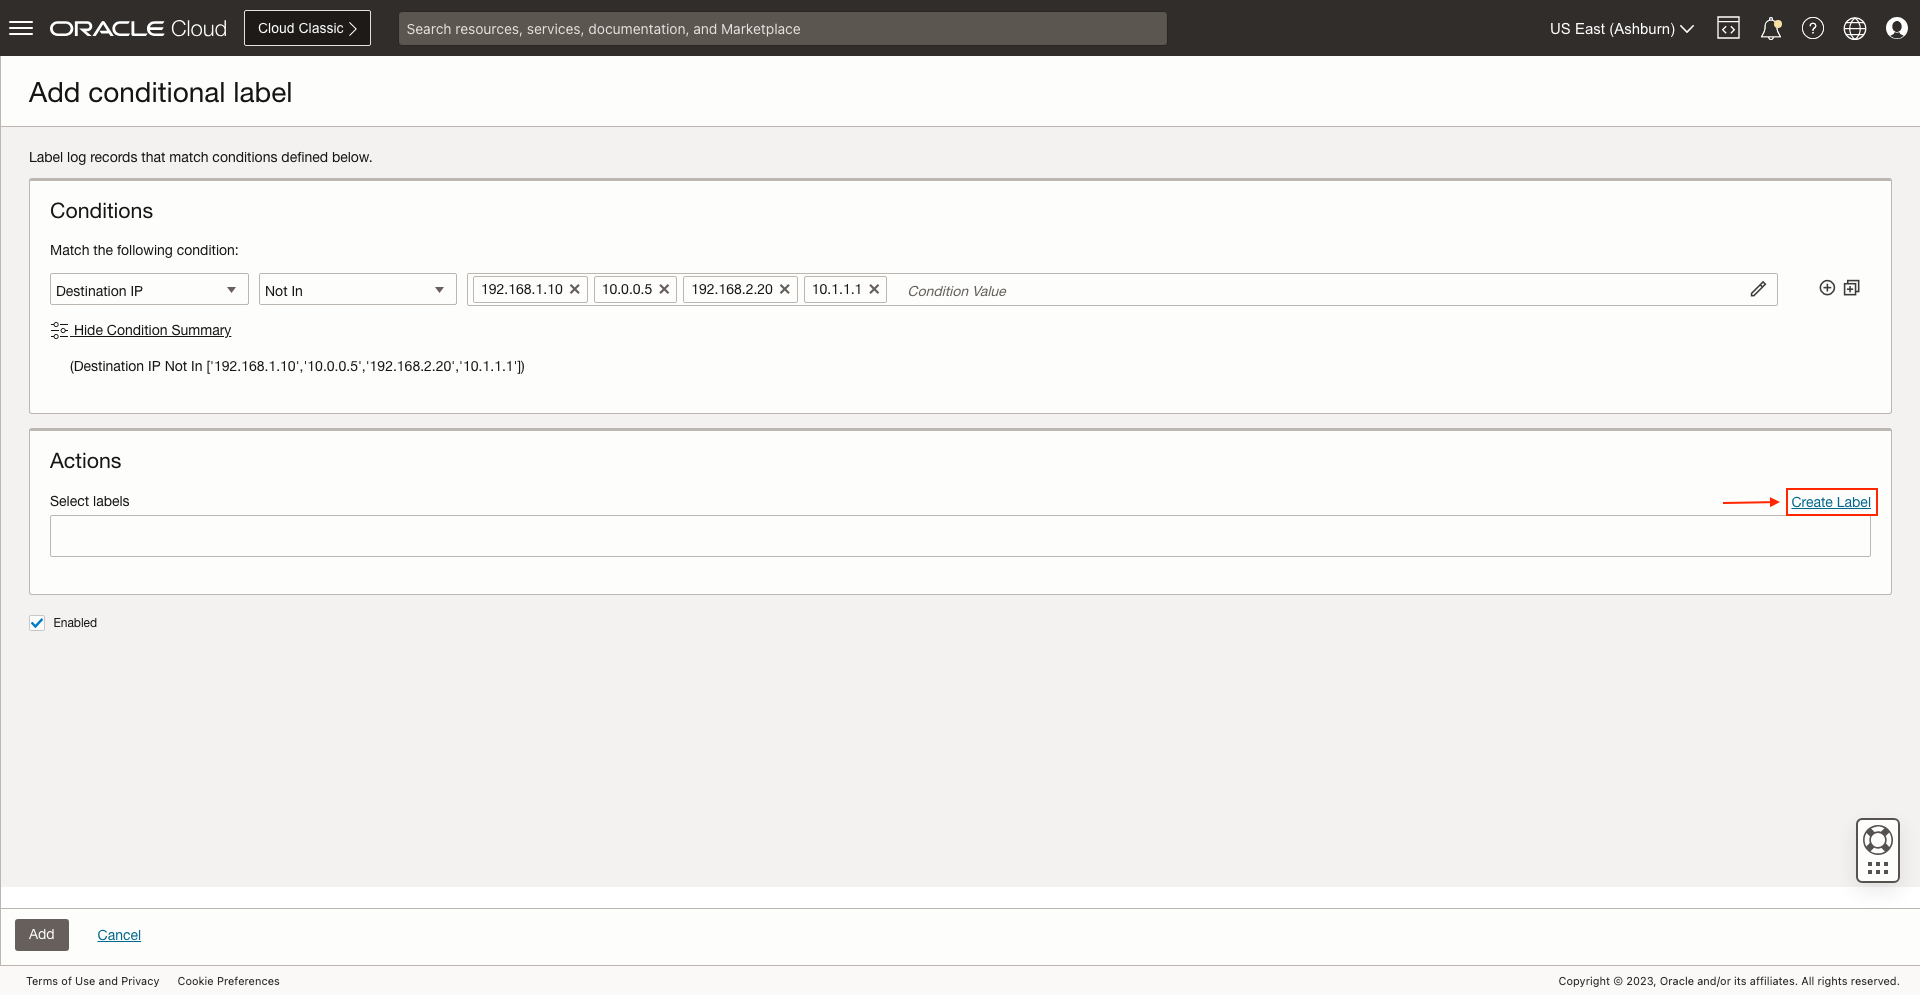 ORACLE Cloud
Cloud Classic
Search resources, services, documentation, and Marketplace
US East (Ashburn)
Add conditional label
Label log records that match conditions defined below.
Conditions
Match the following condition:
Destination IP
Not In
192.168.1.10
10.0.0.5
192.168.2.20
10.1.1.1
Condition Value
Hide Condition Summary
(Destination IP Not In ['192.168.1.10','10.0.0.5','192.168.2.20','10.1.1.1'])
Actions
Select labels
Create Label
Enabled
Add
Cancel
Terms of Use and Privacy
Cookie Preferences
Copyright © 2023, Oracle and/or its affiliates. All rights reserved.